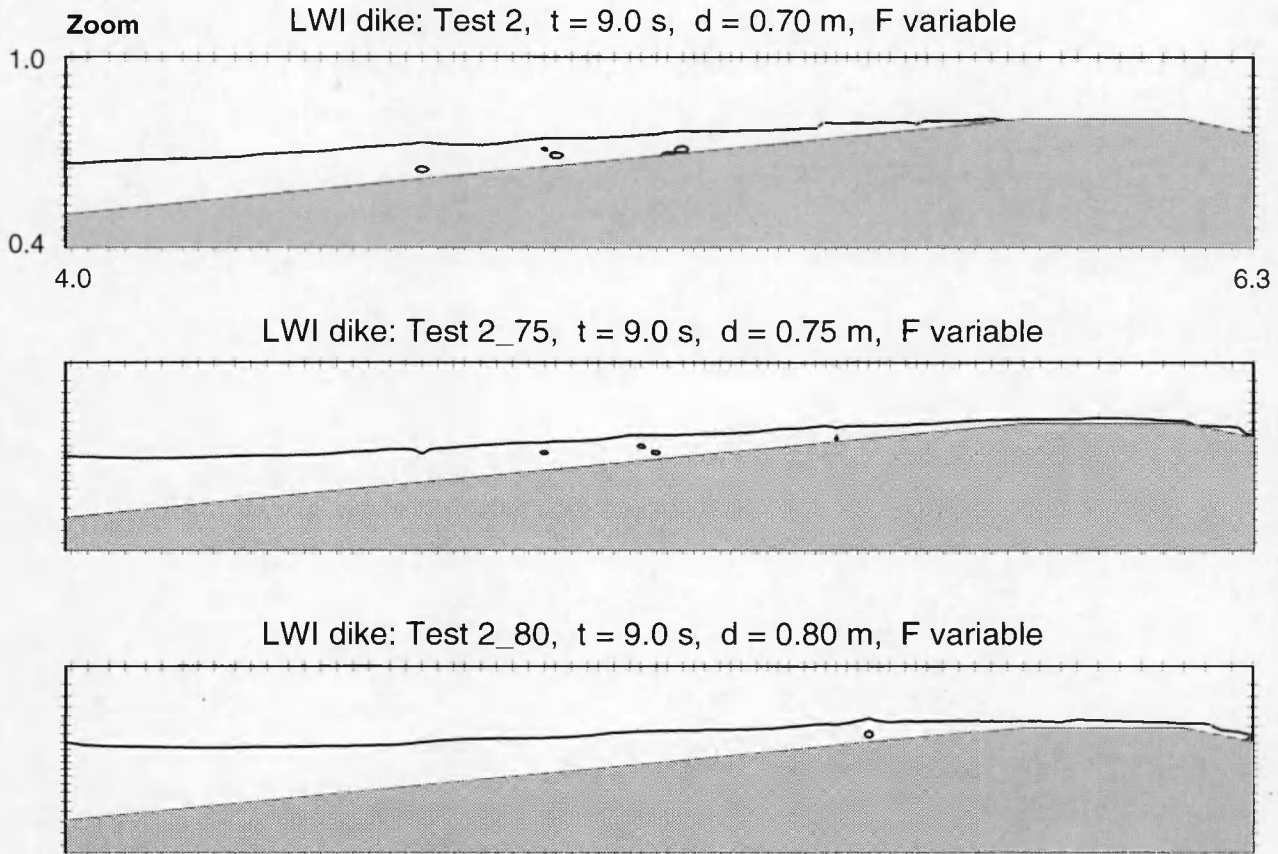 Zoom
LWI dike: Test 2, t = 9.0 s, d = 0.70 m, F variable
1.0
0.4
4.0
6.3
LWI dike: Test 2_75, t = 9.0 s, d = 0.75 m, F variable
LWI dike: Test 2_80, t = 9.0 s, d = 0.80 m, F variable